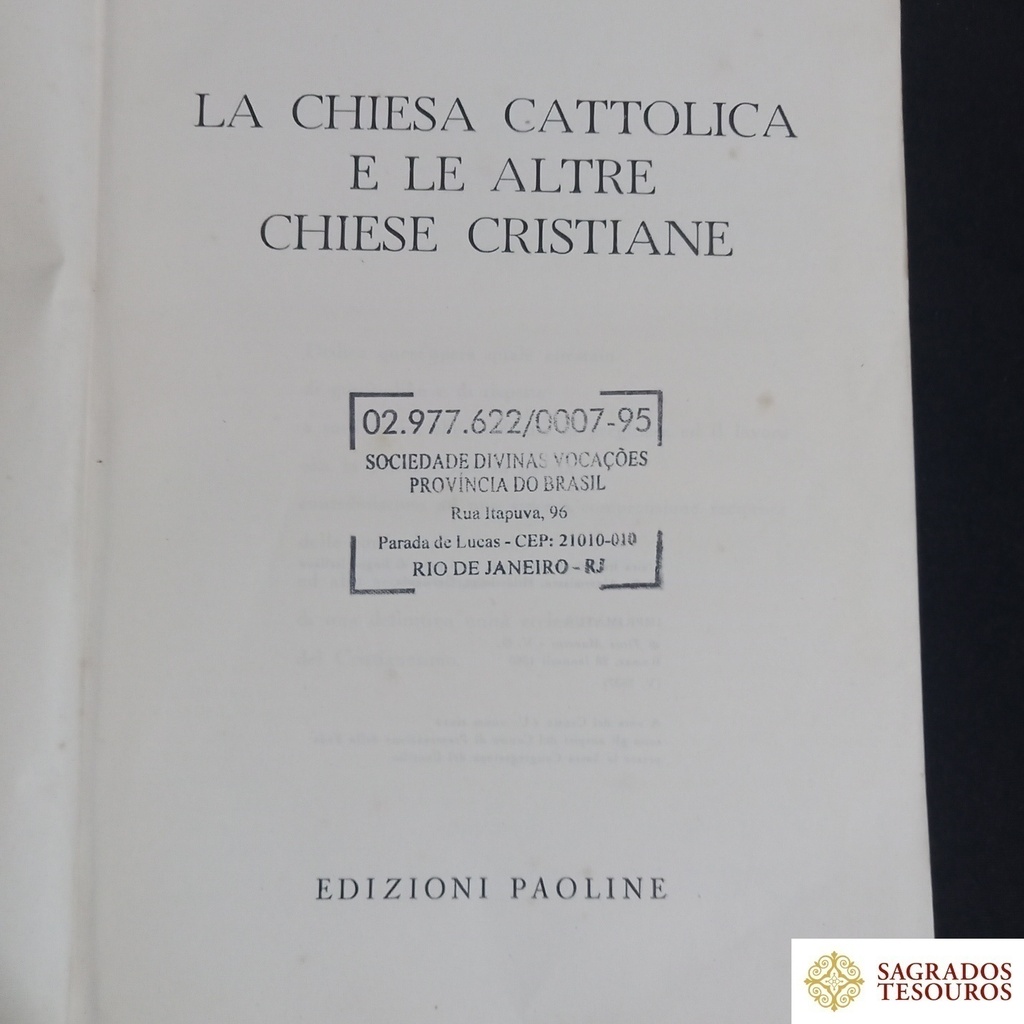 LA CHIESA CATTOLICA
E LE ALTRE
CHIESE CRISTIANE
02.977.622/0007-95
SOCIEDADE DIVINAS VOCAÇÕES
PROVÍNCIA DO BRASIL
Rua Itapuva, 96
Parada de Lucas - CEP: 21010-010
RIO DE JANEIRO - RJ
EDIZIONI PAOLINE
SAGRADOS
TESOUROS